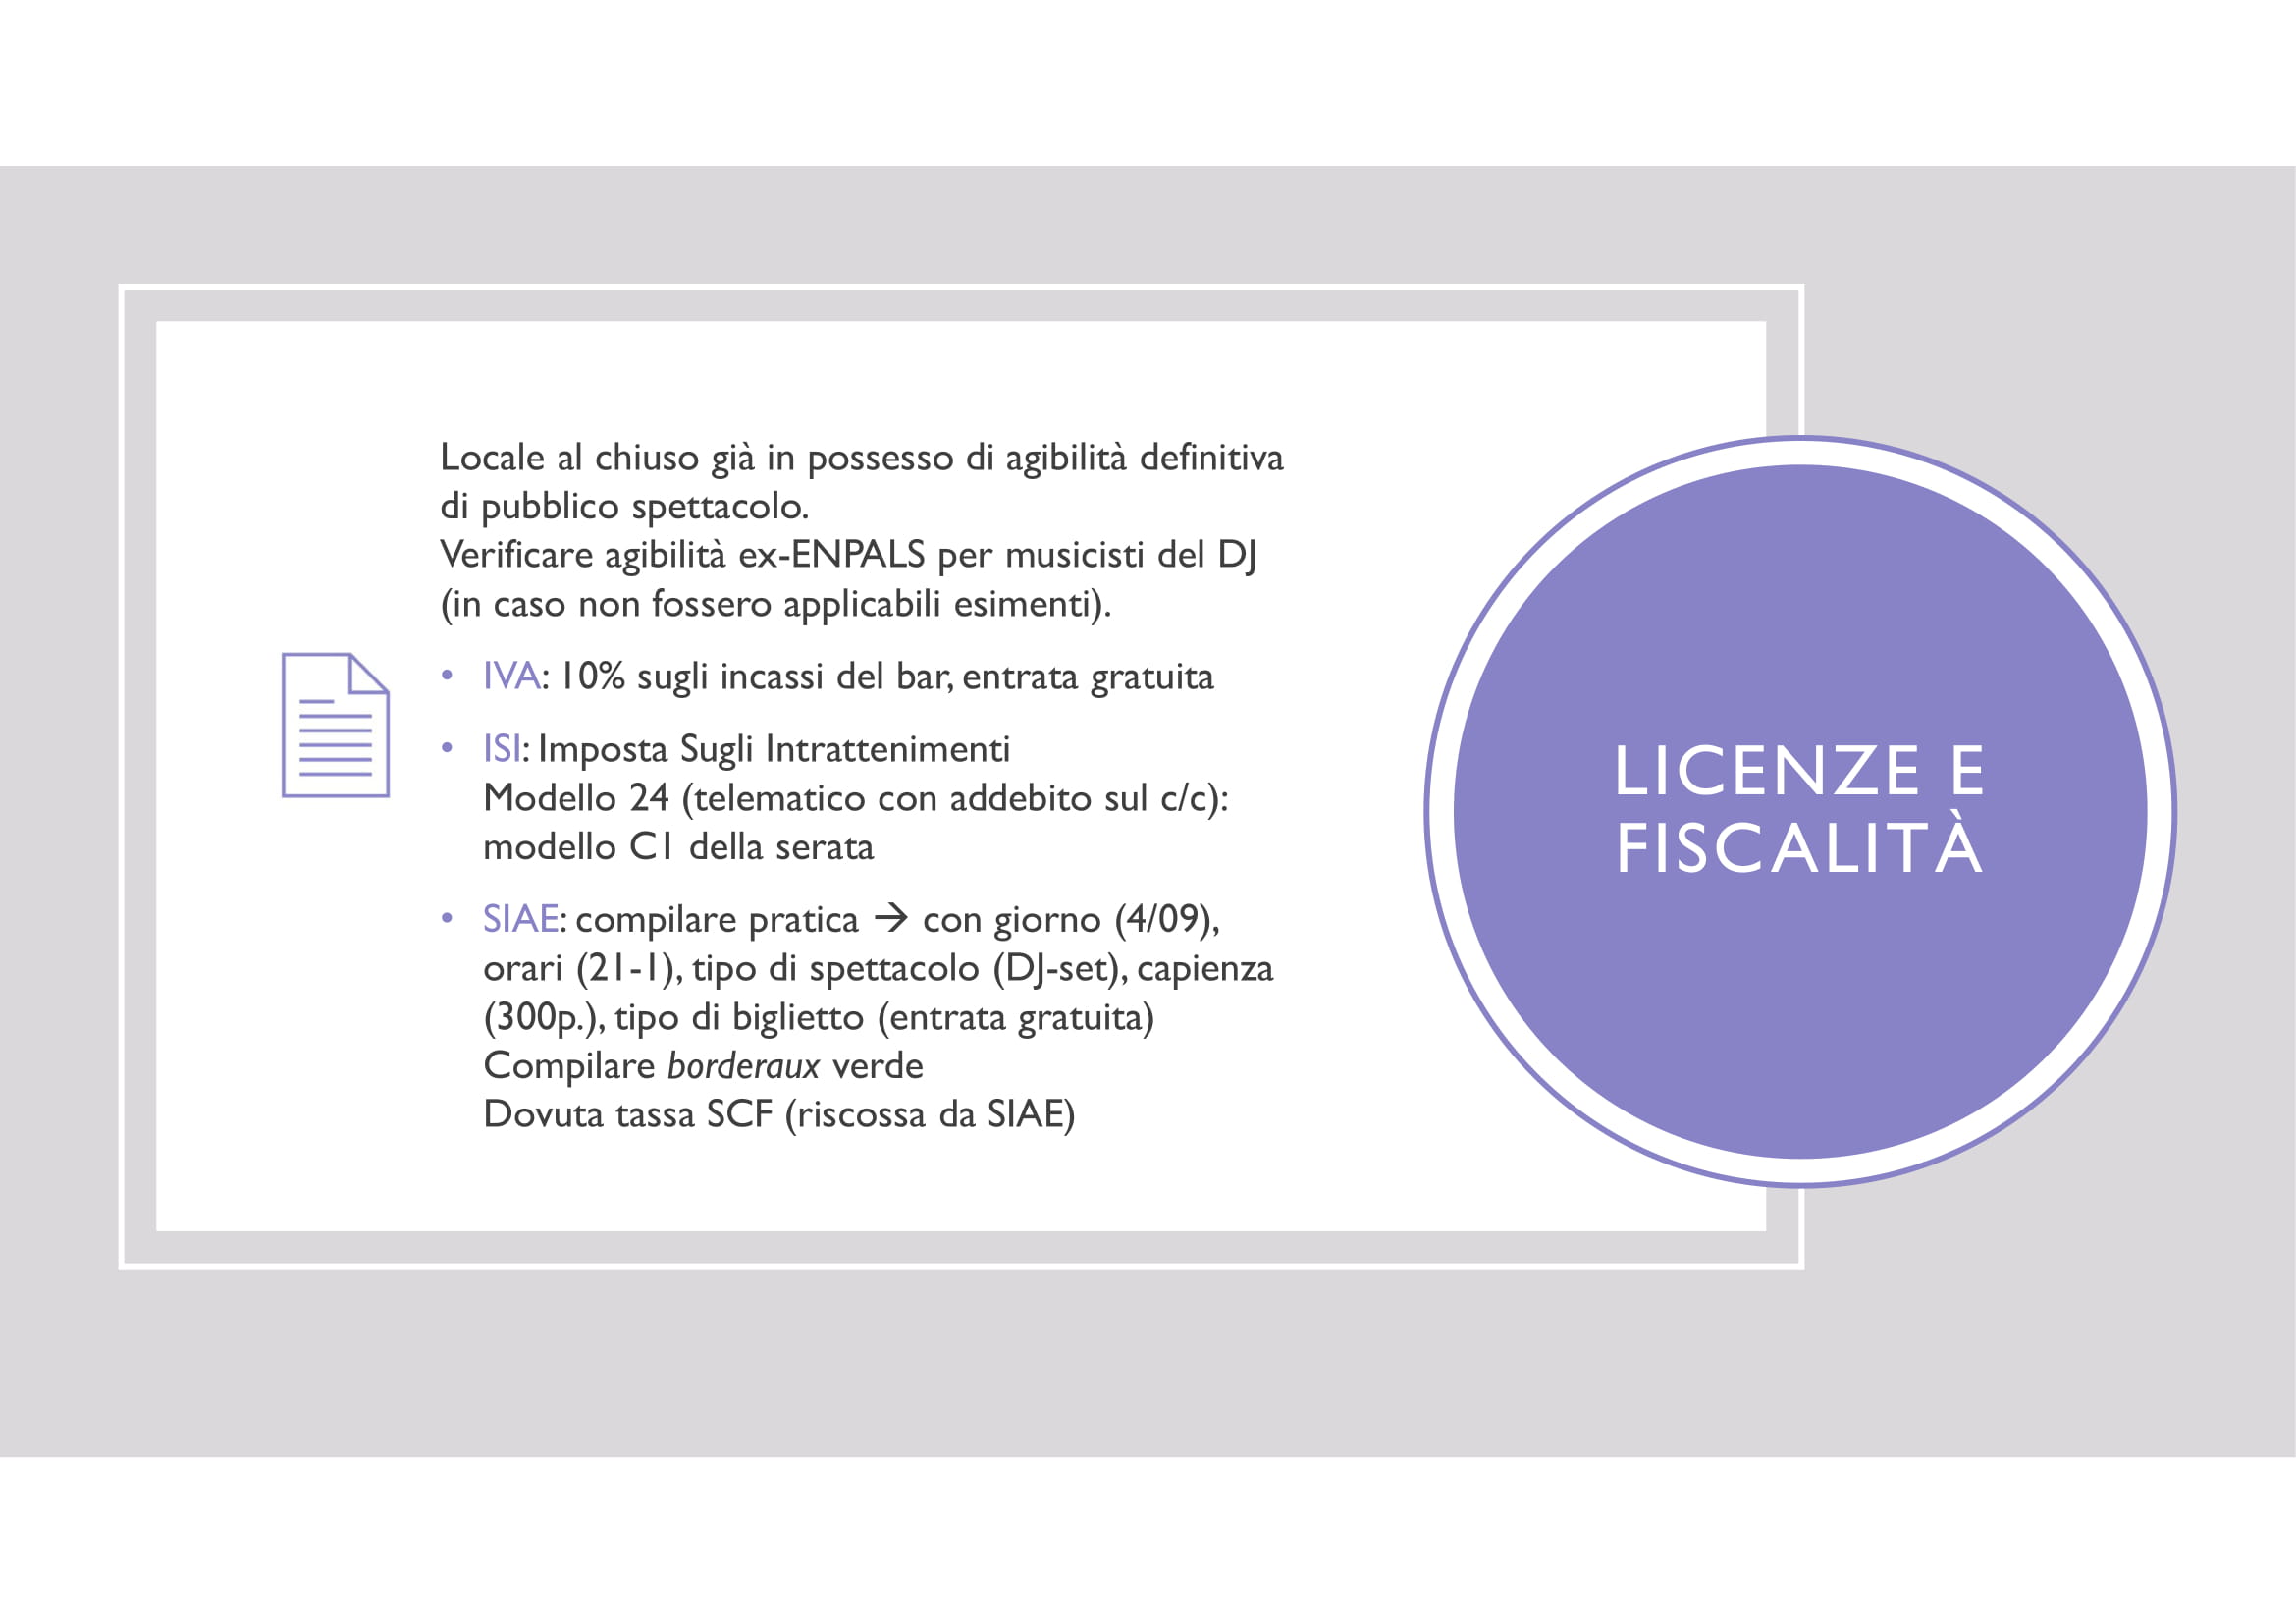 Locale al chiuso già in possesso di agibilità definitiva
di pubblico spettacolo.
Verificare agibilità ex-ENPALS per musicisti del DJ
(in caso non fossero applicabili esimenti).
• IVA: 10% sugli incassi del bar, entrata gratuita
• ISI: Imposta Sugli Intrattenimenti
Modello 24 (telematico con addebito sul c/c):
modello C1 della serata
• SIAE: compilare pratica → con giorno (4/09),
orari (21-1), tipo di spettacolo (DJ-set), capienza
(300p.), tipo di biglietto (entrata gratuita)
Compilare borderaux verde
Dovuta tassa SCF (riscossa da SIAE)
LICENZE E
FISCALITÀ